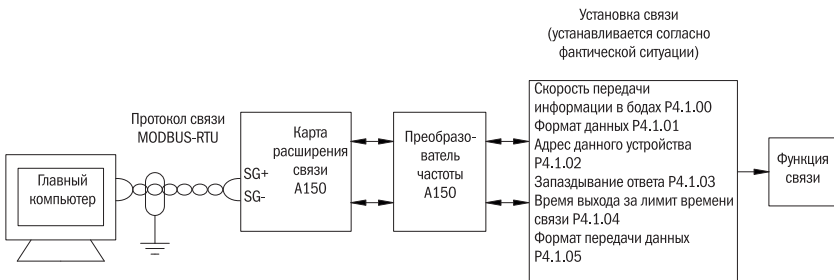 Установка связи
(устанавливается согласно
фактической ситуации)
Протокол связи
MODBUS-RTU
Главный
компьютер
SG+
SG-
Карта
расширения
связи
A150
Преобразо-
ватель
частоты
A150
Скорость передачи
информации в бодах P4.1.00
Формат данных P4.1.01
Адрес данного устройства
P4.1.02
Запаздывание ответа P4.1.03
Время выхода за лимит времени
связи P4.1.04
Формат передачи данных
P4.1.05
Функция
связи